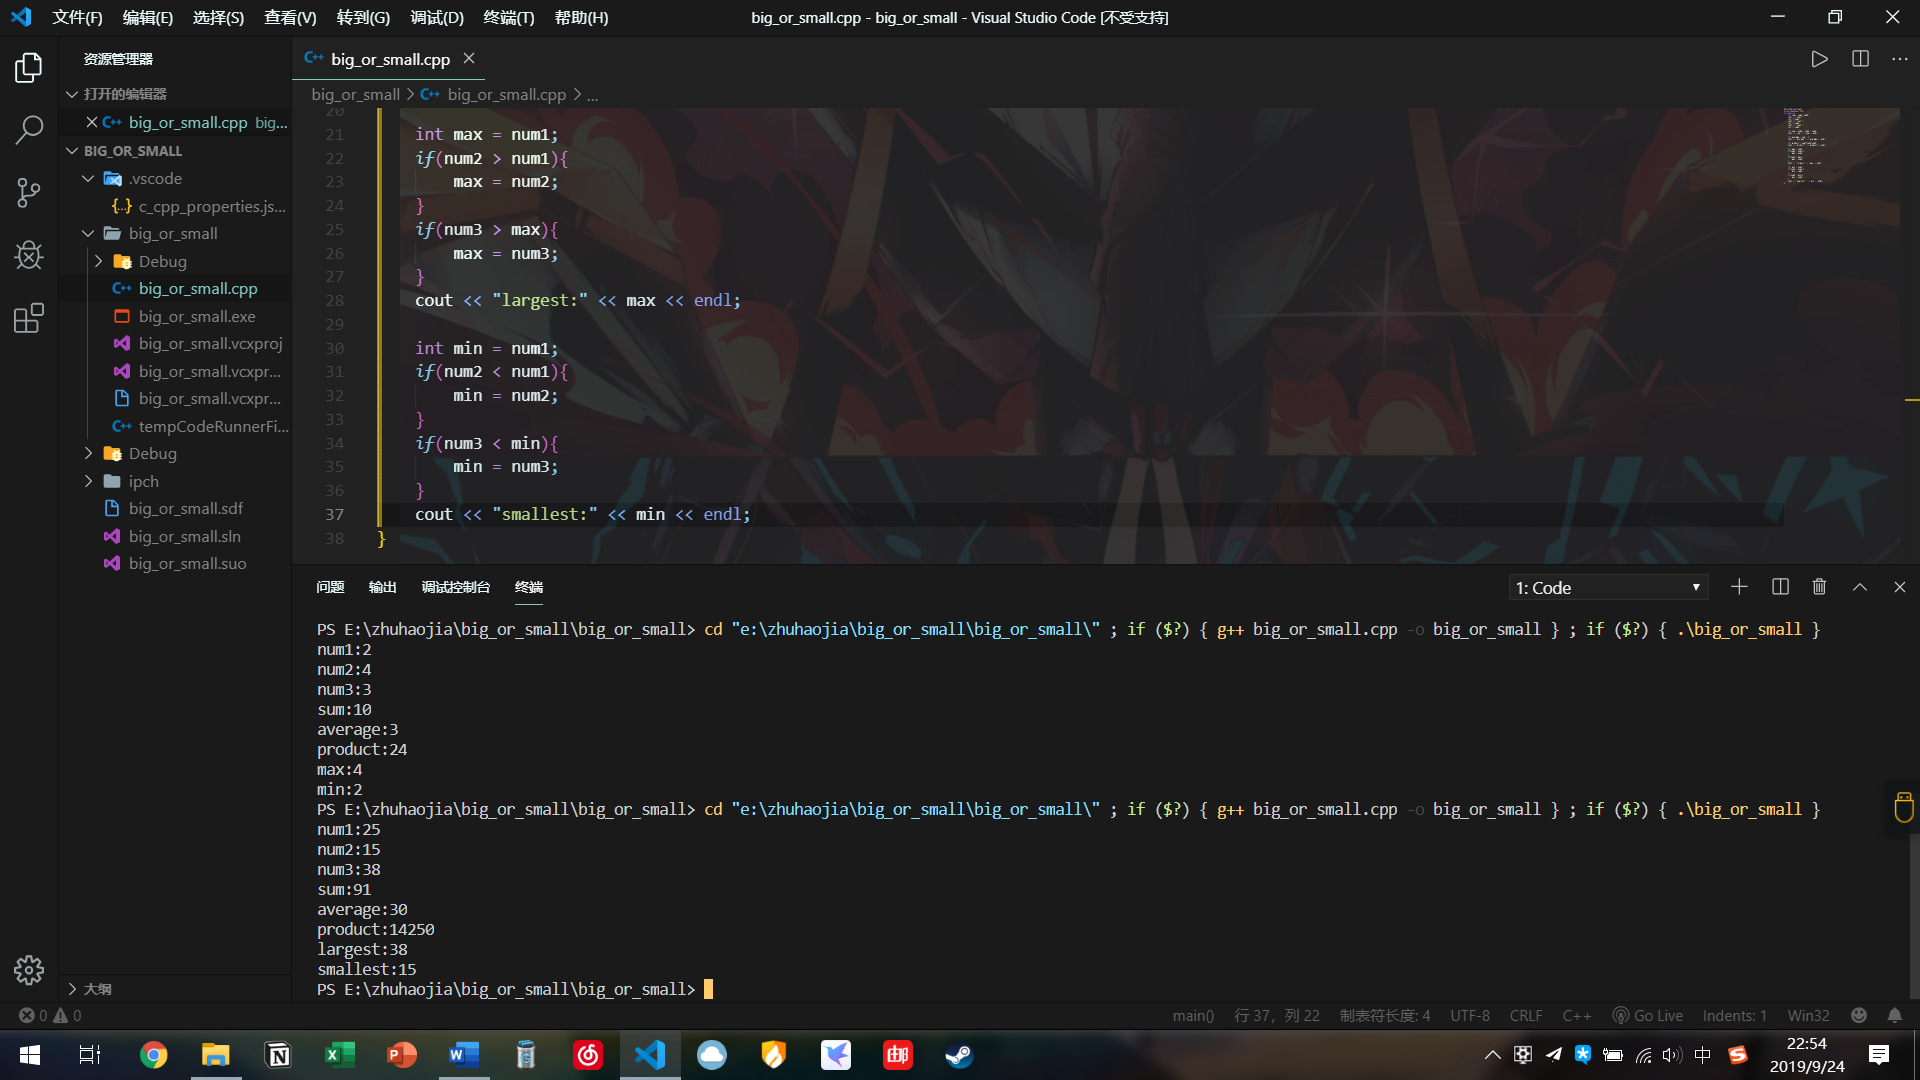 文件(F) 编辑(E) 选择(S) 查看(V) 转到(G) 调试(D) 终端(T) 帮助(H)
big_or_small.cpp - big_or_small - Visual Studio Code [不受支持]
资源管理器
打开的编辑器
big_or_small.cpp big...
BIG_OR_SMALL
.vscode
c_cpp_properties.js...
big_or_small
Debug
big_or_small.cpp
big_or_small.exe
big_or_small.vcxproj
big_or_small.vcxpr...
big_or_small.vcxpr...
tempCodeRunnerFi...
Debug
ipch
big_or_small.sdf
big_or_small.sln
big_or_small.suo
大纲
big_or_small.cpp
big_or_small > big_or_small.cpp > ...
20
21 int max = num1;
22 if(num2 > num1){
23 max = num2;
24 }
25 if(num3 > max){
26 max = num3;
27 }
28 cout << "largest:" << max << endl;
29
30 int min = num1;
31 if(num2 < num1){
32 min = num2;
33 }
34 if(num3 < min){
35 min = num3;
36 }
37 cout << "smallest:" << min << endl;
38 }
问题 输出 调试控制台 终端
1: Code
PS E:\zhuhaojia\big_or_small\big_or_small> cd "e:\zhuhaojia\big_or_small\big_or_small\" ; if ($?) { g++ big_or_small.cpp -o big_or_small } ; if ($?) { .\big_or_small }
num1:2
num2:4
num3:3
sum:10
average:3
product:24
max:4
min:2
PS E:\zhuhaojia\big_or_small\big_or_small> cd "e:\zhuhaojia\big_or_small\big_or_small\" ; if ($?) { g++ big_or_small.cpp -o big_or_small } ; if ($?) { .\big_or_small }
num1:25
num2:15
num3:38
sum:91
average:30
product:14250
largest:38
smallest:15
PS E:\zhuhaojia\big_or_small\big_or_small>
0 0
main() 行 37，列 22 制表符长度: 4 UTF-8 CRLF C++ Go Live Indents: 1 Win32
中
22:54
2019/9/24